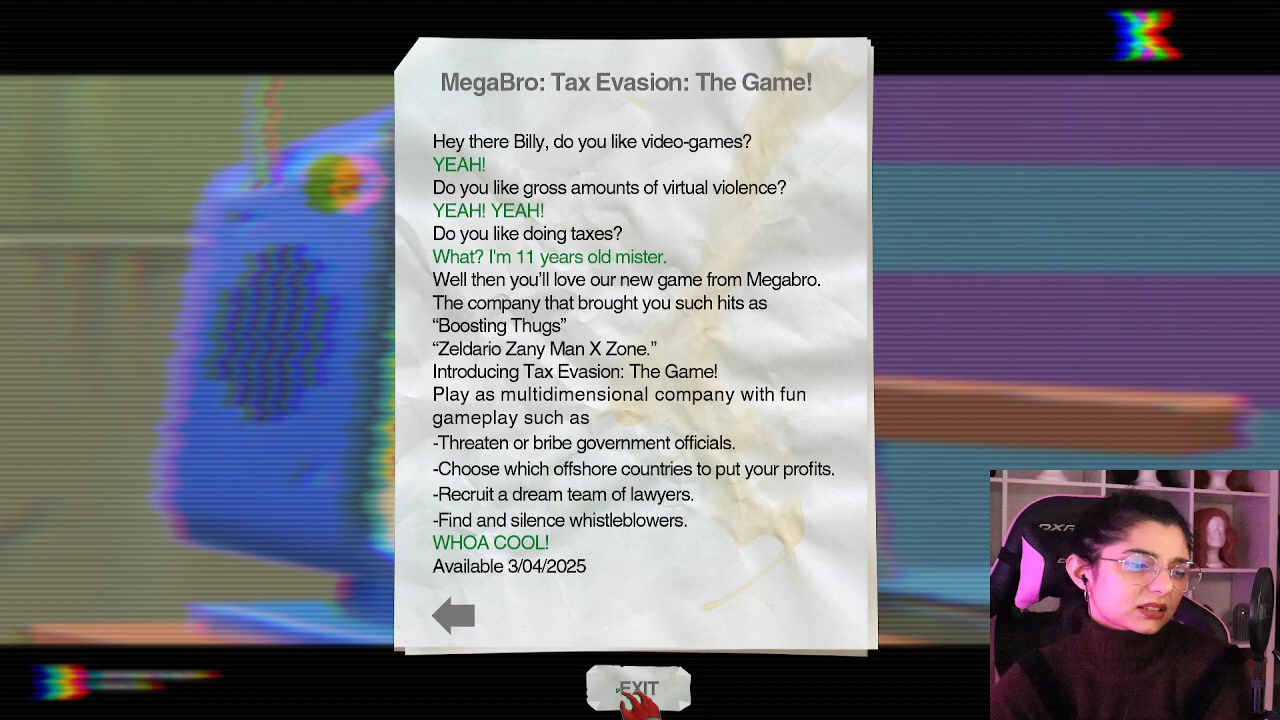 MegaBro: Tax Evasion: The Game!
Hey there Billy, do you like video-games?
YEAH!
Do you like gross amounts of virtual violence?
YEAH! YEAH!
Do you like doing taxes?
What? I'm 11 years old mister.
Well then you'll love our new game from Megabro.
The company that brought you such hits as
“Boosting Thugs”
“Zeldario Zany Man X Zone.”
Introducing Tax Evasion: The Game!
Play as multidimensional company with fun
gameplay such as
-Threaten or bribe government officials.
-Choose which offshore countries to put your profits.
-Recruit a dream team of lawyers.
-Find and silence whistleblowers.
WHOA COOL!
Available 3/04/2025
EXIT